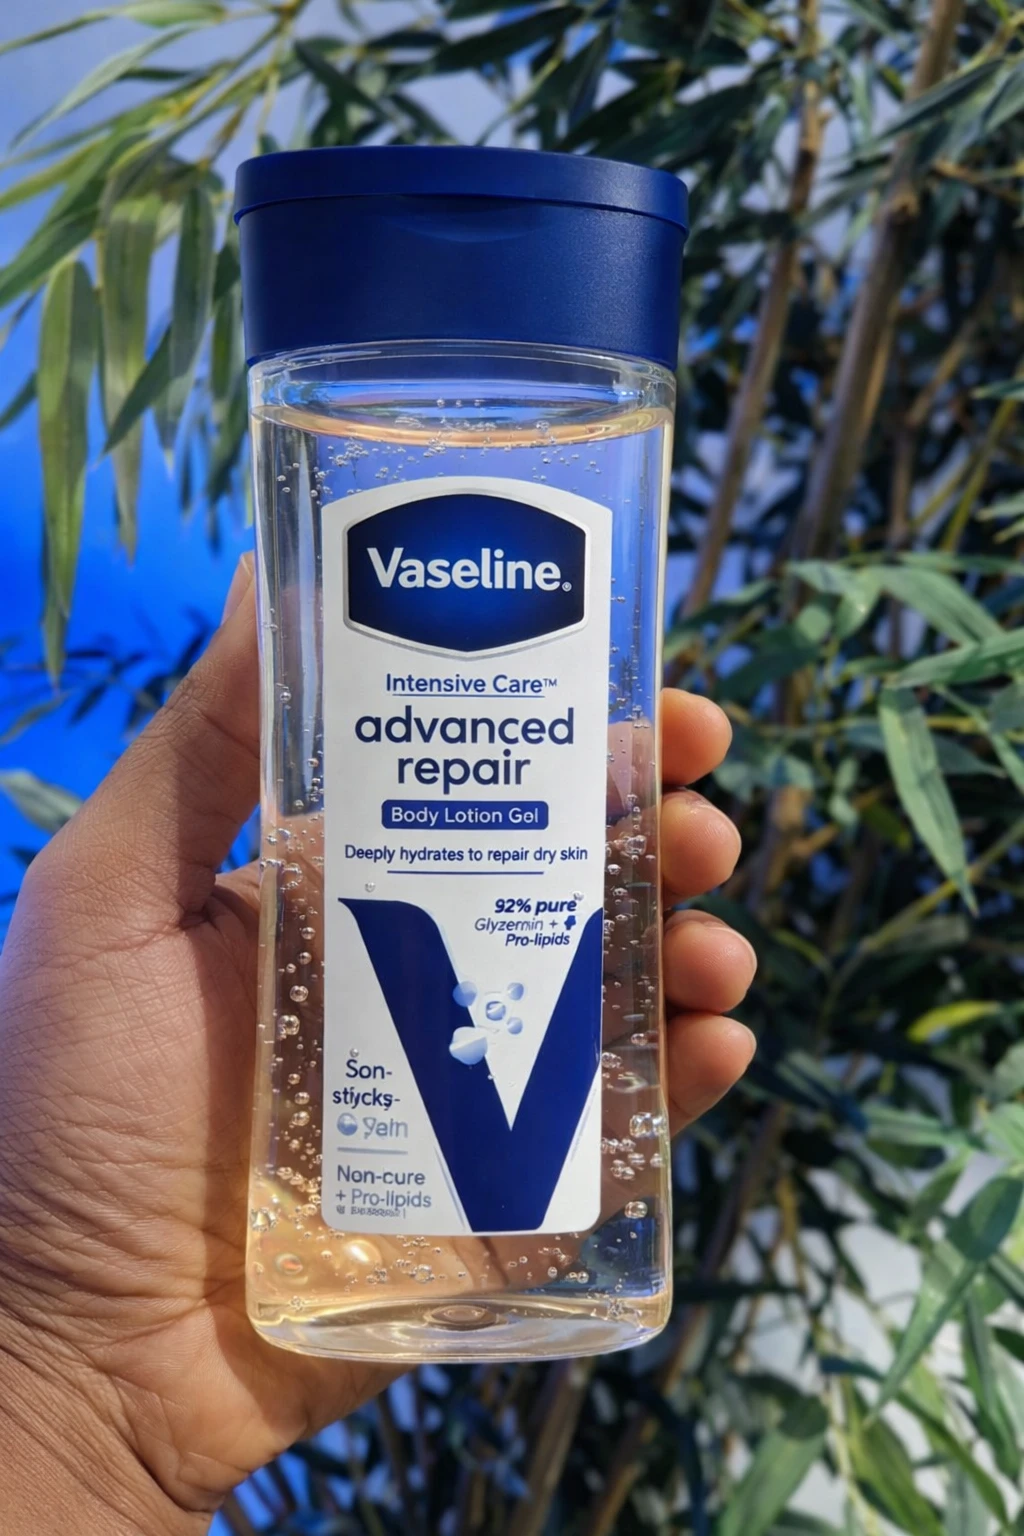 Vaseline®
Intensive Care™
advanced
repair
Body Lotion Gel
Deeply hydrates to repair dry skin
92% pure
Glyzermin +
Pro-lipids
Son-
stiycks-
Non-cure
+ Pro-lipids